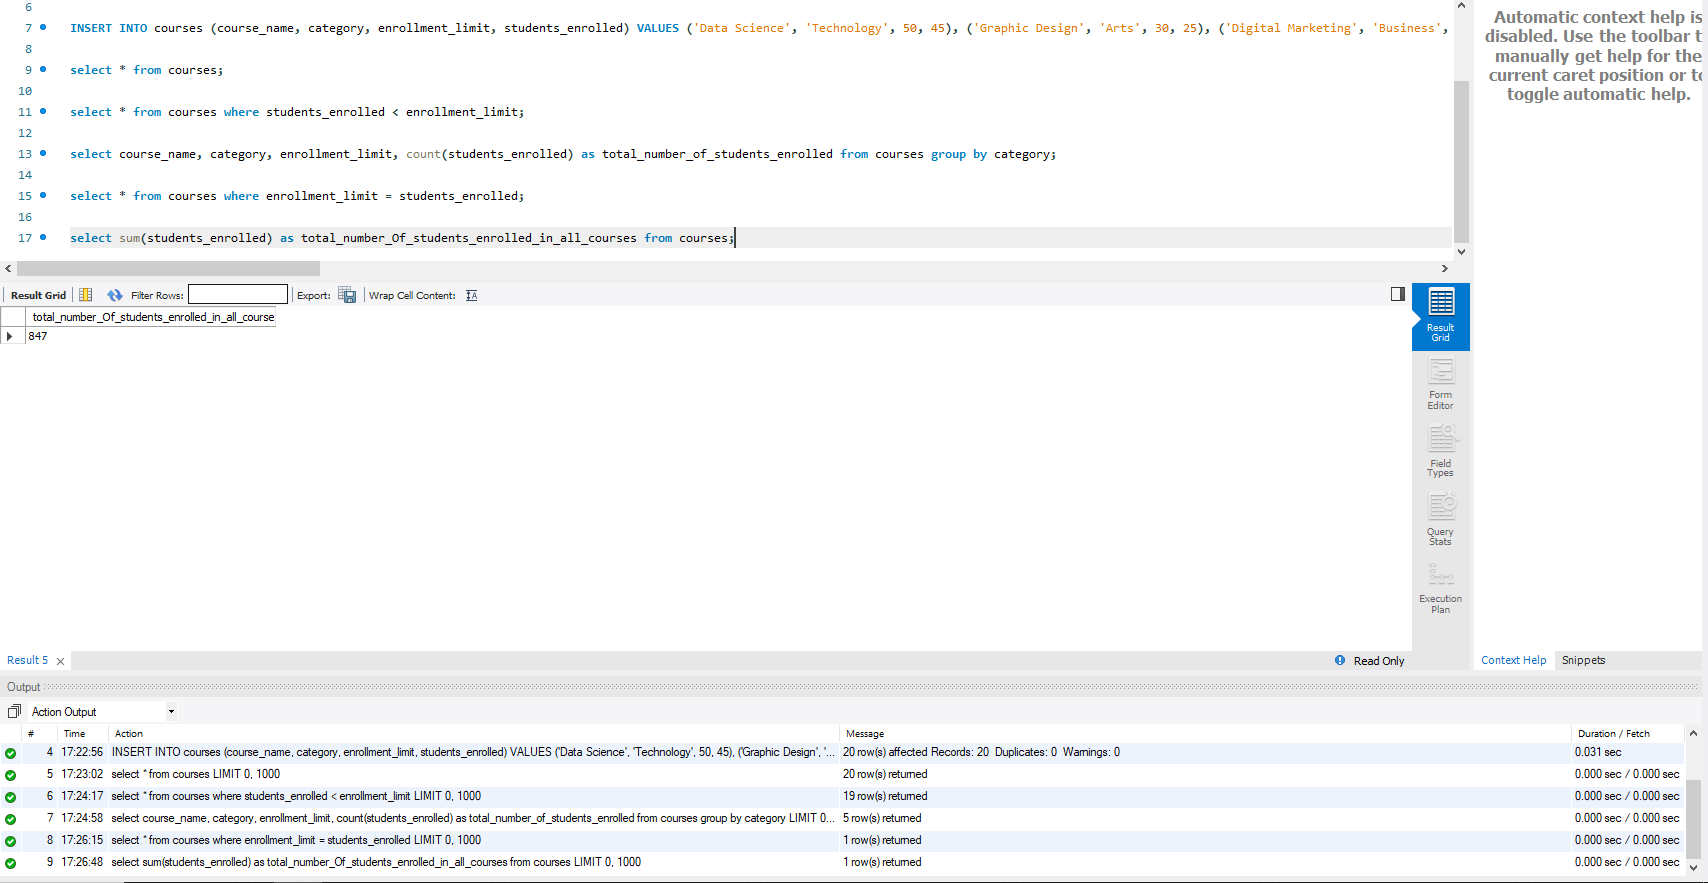 6
7 INSERT INTO courses (course_name, category, enrollment_limit, students_enrolled) VALUES ('Data Science', 'Technology', 50, 45), ('Graphic Design', 'Arts', 30, 25), ('Digital Marketing', 'Business',
8
9 select * from courses;
10
11 select * from courses where students_enrolled < enrollment_limit;
12
13 select course_name, category, enrollment_limit, count(students_enrolled) as total_number_of_students_enrolled from courses group by category;
14
15 select * from courses where enrollment_limit = students_enrolled;
16
17 select sum(students_enrolled) as total_number_Of_students_enrolled_in_all_courses from courses;
Automatic context help is
disabled. Use the toolbar t
manually get help for the
current caret position or to
toggle automatic help.
Result Grid Filter Rows: Export: Wrap Cell Content:
total_number_Of_students_enrolled_in_all_course
847
Result
Grid
Form
Editor
Field
Types
Query
Stats
Execution
Plan
Result 5 Read Only Context Help Snippets
Output
Action Output
# Time Action Message Duration / Fetch
4 17:22:56 INSERT INTO courses (course_name, category, enrollment_limit, students_enrolled) VALUES ('Data Science', 'Technology', 50, 45), ('Graphic Design', '... 20 row(s) affected Records: 20 Duplicates: 0 Warnings: 0 0.031 sec
5 17:23:02 select * from courses LIMIT 0, 1000 20 row(s) returned 0.000 sec / 0.000 sec
6 17:24:17 select * from courses where students_enrolled < enrollment_limit LIMIT 0, 1000 19 row(s) returned 0.000 sec / 0.000 sec
7 17:24:58 select course_name, category, enrollment_limit, count(students_enrolled) as total_number_of_students_enrolled from courses group by category LIMIT 0... 5 row(s) returned 0.000 sec / 0.000 sec
8 17:26:15 select * from courses where enrollment_limit = students_enrolled LIMIT 0, 1000 1 row(s) returned 0.000 sec / 0.000 sec
9 17:26:48 select sum(students_enrolled) as total_number_Of_students_enrolled_in_all_courses from courses LIMIT 0, 1000 1 row(s) returned 0.000 sec / 0.000 sec